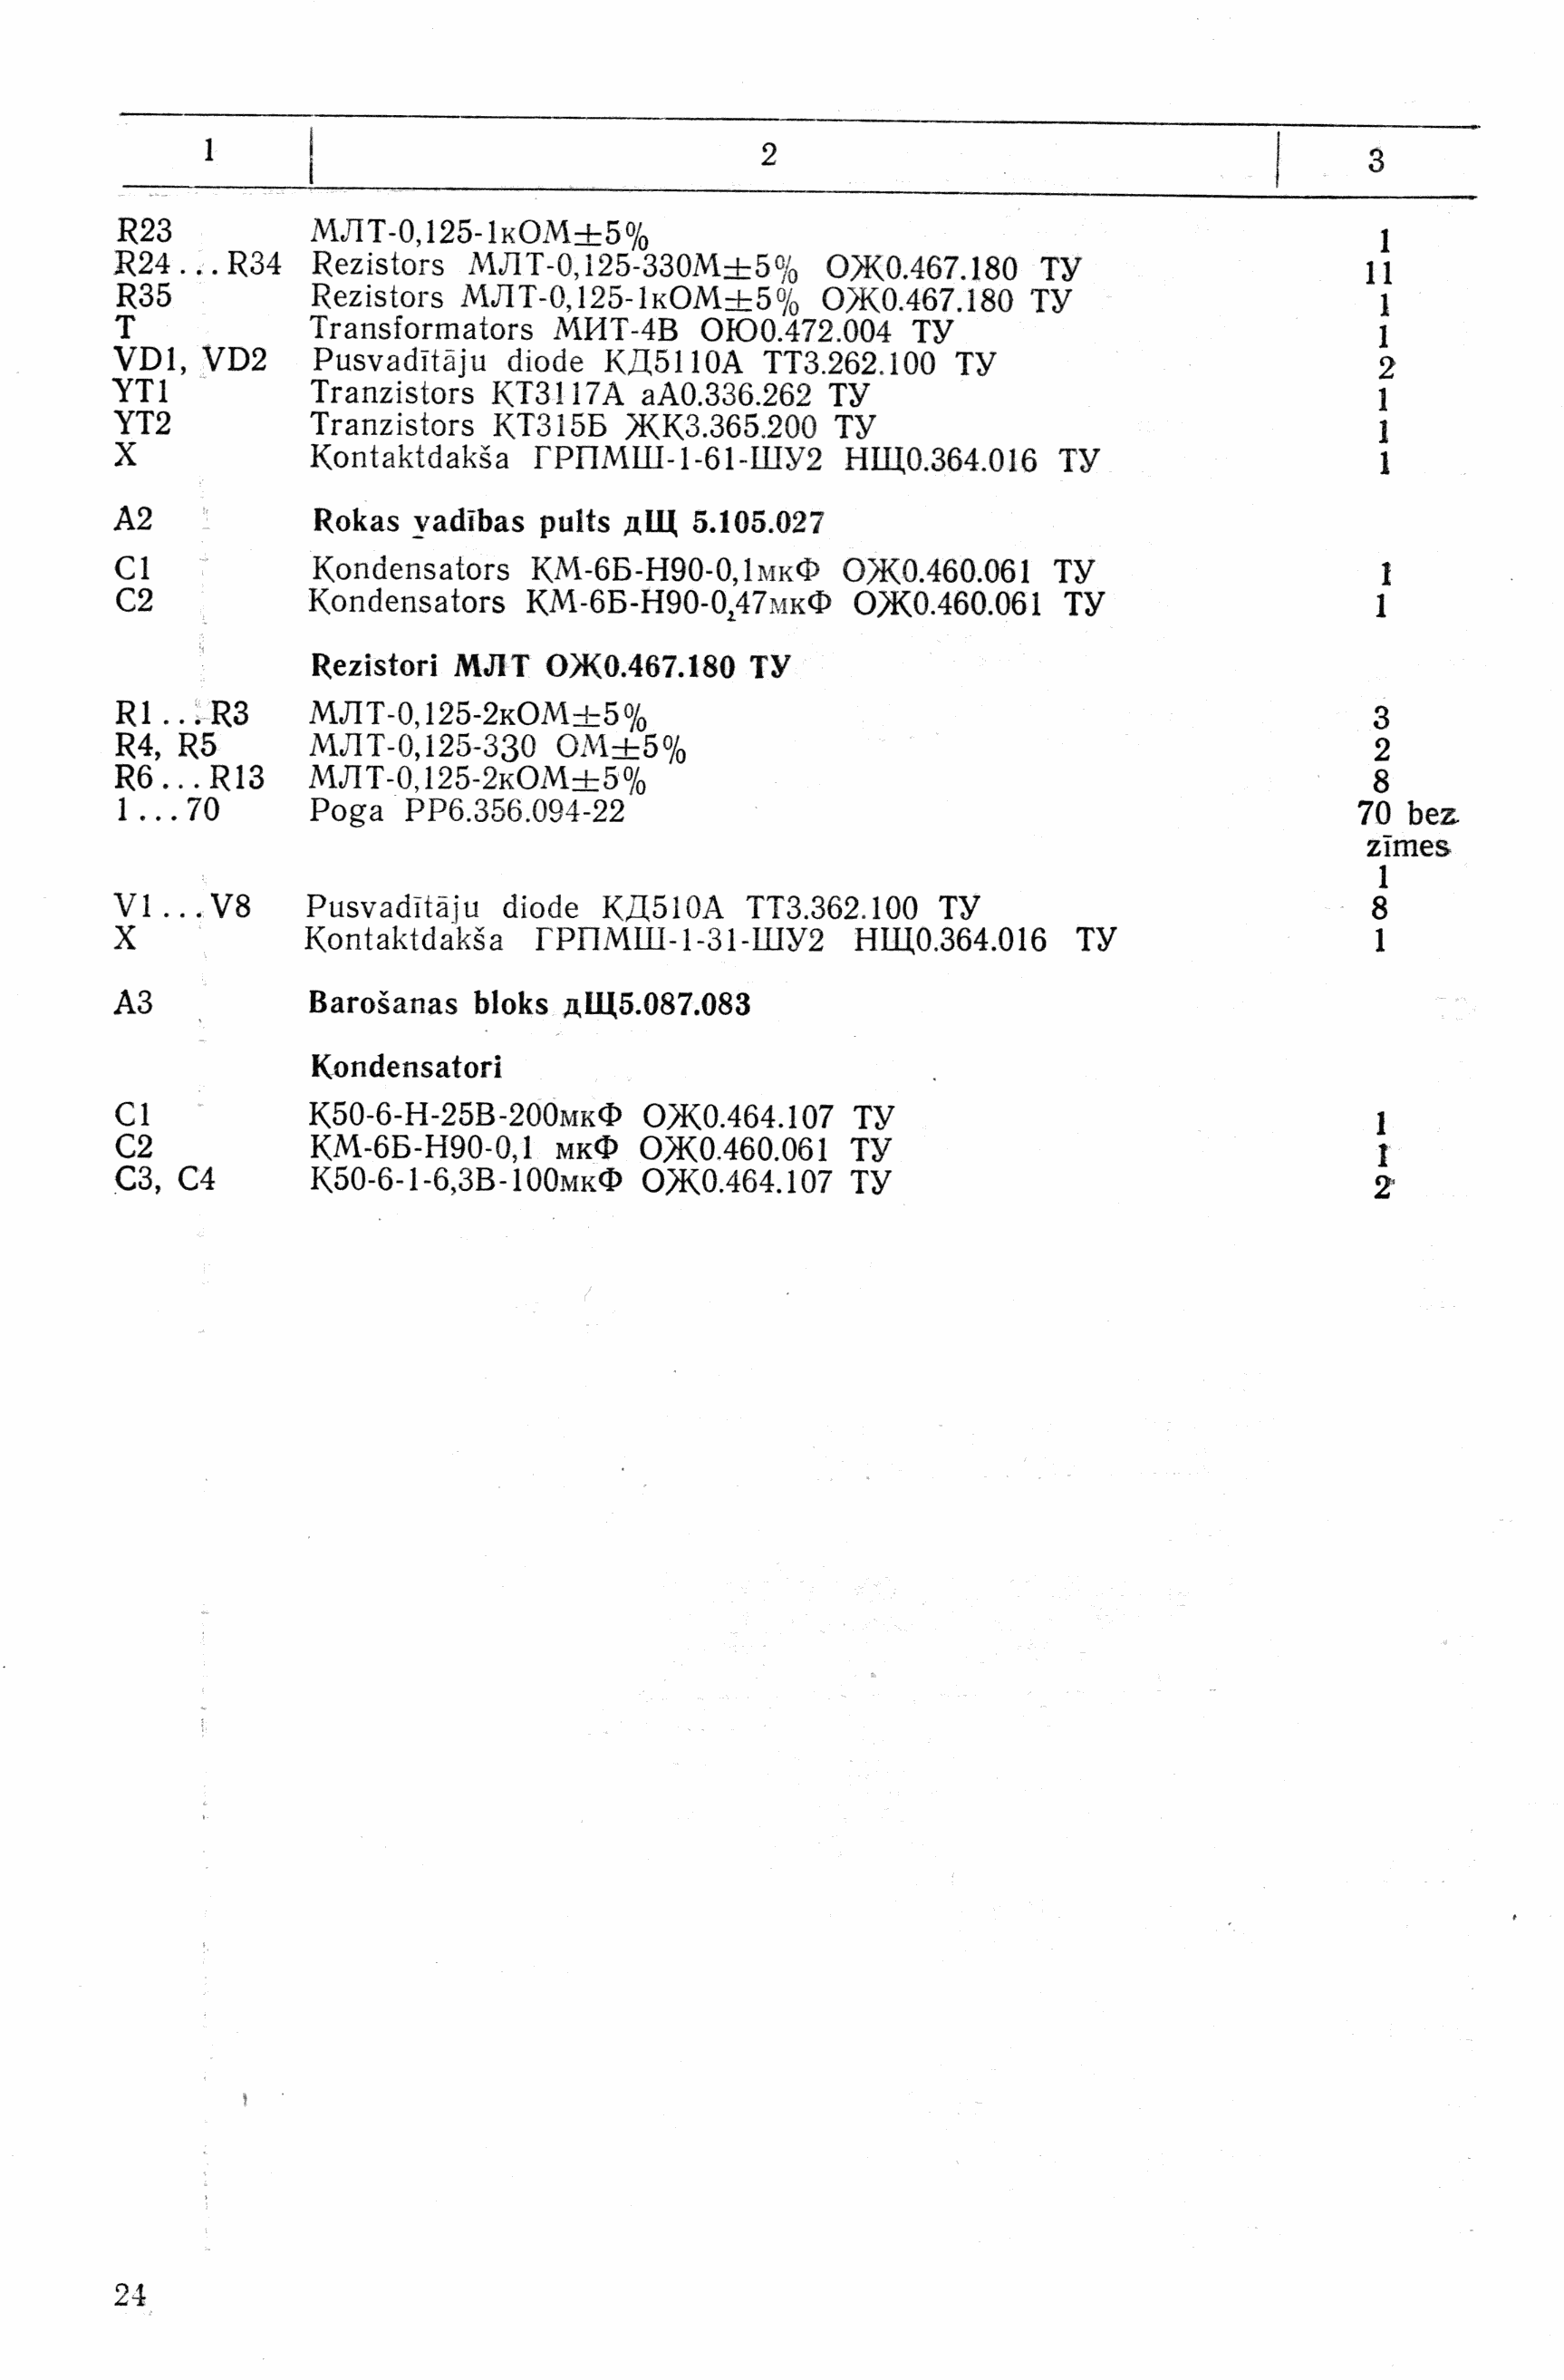 1 2 3
R23 МЛТ-0,125-1кОМ±5% 1
R24...R34 Rezistors МЛТ-0,125-330М±5% ОЖ0.467.180 ТУ 11
R35 Rezistors МЛТ-0,125-1кОМ±5% ОЖ0.467.180 ТУ 1
T Transformators МИТ-4В ОЮ0.472.004 ТУ 1
VD1, VD2 Pusvadītāju diode КД5110А ТТ3.262.100 ТУ 2
YT1 Tranzistors КТ3117А аА0.336.262 ТУ 1
YT2 Tranzistors КТ315Б ЖК3.365.200 ТУ 1
X Kontaktdakša ГРПМШ-1-61-ШУ2 НЩ0.364.016 ТУ 1
A2 Rokas vadības pults дЩ 5.105.027
C1 Kondensators КМ-6Б-Н90-0,1мкФ ОЖ0.460.061 ТУ 1
C2 Kondensators КМ-6Б-Н90-0,47мкФ ОЖ0.460.061 ТУ 1
Rezistori МЛТ ОЖ0.467.180 ТУ
R1...R3 МЛТ-0,125-2кОМ±5% 3
R4, R5 МЛТ-0,125-330 ОМ±5% 2
R6...R13 МЛТ-0,125-2кОМ±5% 8
1...70 Poga РР6.356.094-22 70 bez
zīmes
1
V1...V8 Pusvadītāju diode КД510А ТТ3.362.100 ТУ 8
X Kontaktdakša ГРПМШ-1-31-ШУ2 НЩ0.364.016 ТУ 1
A3 Barošanas bloks дЩ5.087.083
Kondensatori
C1 К50-6-Н-25В-200мкФ ОЖ0.464.107 ТУ 1
C2 КМ-6Б-Н90-0,1 мкФ ОЖ0.460.061 ТУ 1
C3, C4 К50-6-1-6,3В-100мкФ ОЖ0.464.107 ТУ 2
24